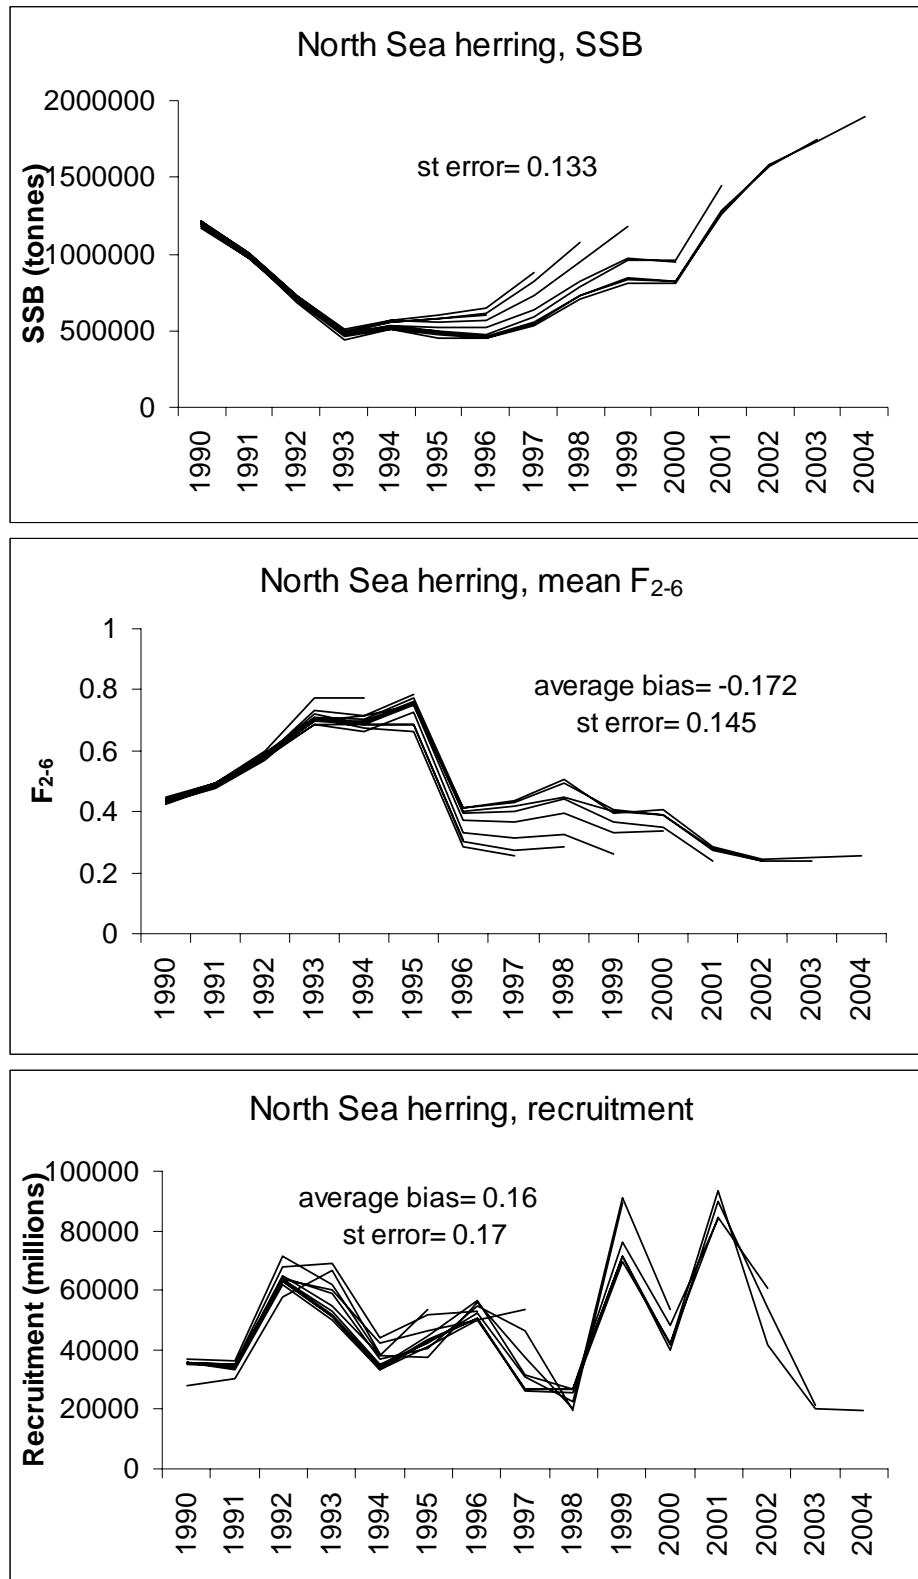 North Sea herring, SSB
2000000
1500000
1000000
500000
0
SSB (tonnes)
st error= 0.133
1990 1991 1992 1993 1994 1995 1996 1997 1998 1999 2000 2001 2002 2003 2004
North Sea herring, mean F2-6
1
0.8
0.6
0.4
0.2
0
F2-6
average bias= -0.172
st error= 0.145
1990 1991 1992 1993 1994 1995 1996 1997 1998 1999 2000 2001 2002 2003 2004
North Sea herring, recruitment
100000
80000
60000
40000
20000
0
Recruitment (millions)
average bias= 0.16
st error= 0.17
1990 1991 1992 1993 1994 1995 1996 1997 1998 1999 2000 2001 2002 2003 2004